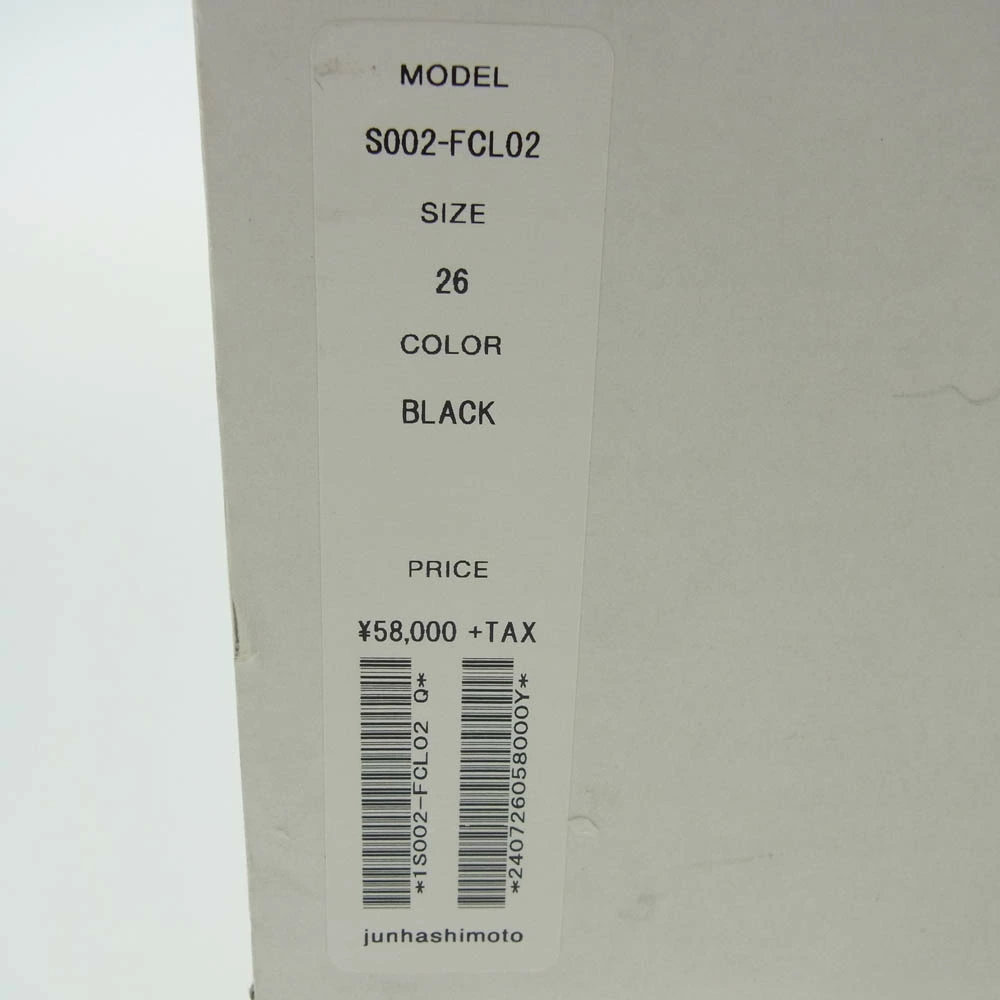 MODEL
S002-FCL02
SIZE
26
COLOR
BLACK
PRICE
¥58,000 +TAX
*1S002-FCL02 Q*
*240726058000Y*
junhashimoto